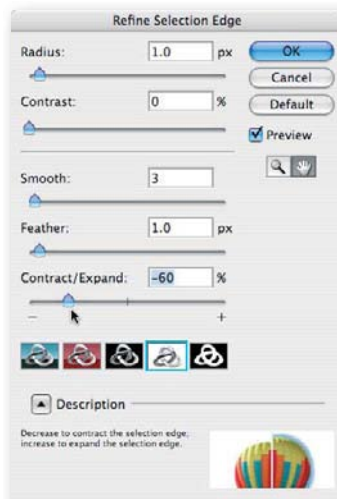 Refine Selection Edge
Radius: 1.0 px
OK
Cancel
Contrast: 0 %
Default
Preview
Smooth: 3
Feather: 1.0 px
Contract/Expand: -60 %
- +
Description
Decrease to contract the selection edge,
increase to expand the selection edge.